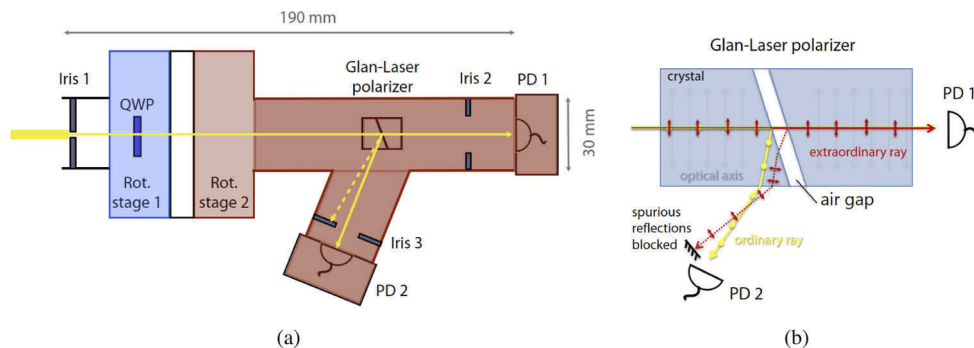 190 mm
Iris 1
QWP
Rot.
stage 1
Rot.
stage 2
Glan-Laser
polarizer
Iris 2
PD 1
30 mm
Iris 3
PD 2
(a)
Glan-Laser polarizer
crystal
PD 1
extraordinary ray
optical axis
air gap
spurious
reflections
blocked
ordinary ray
PD 2
(b)